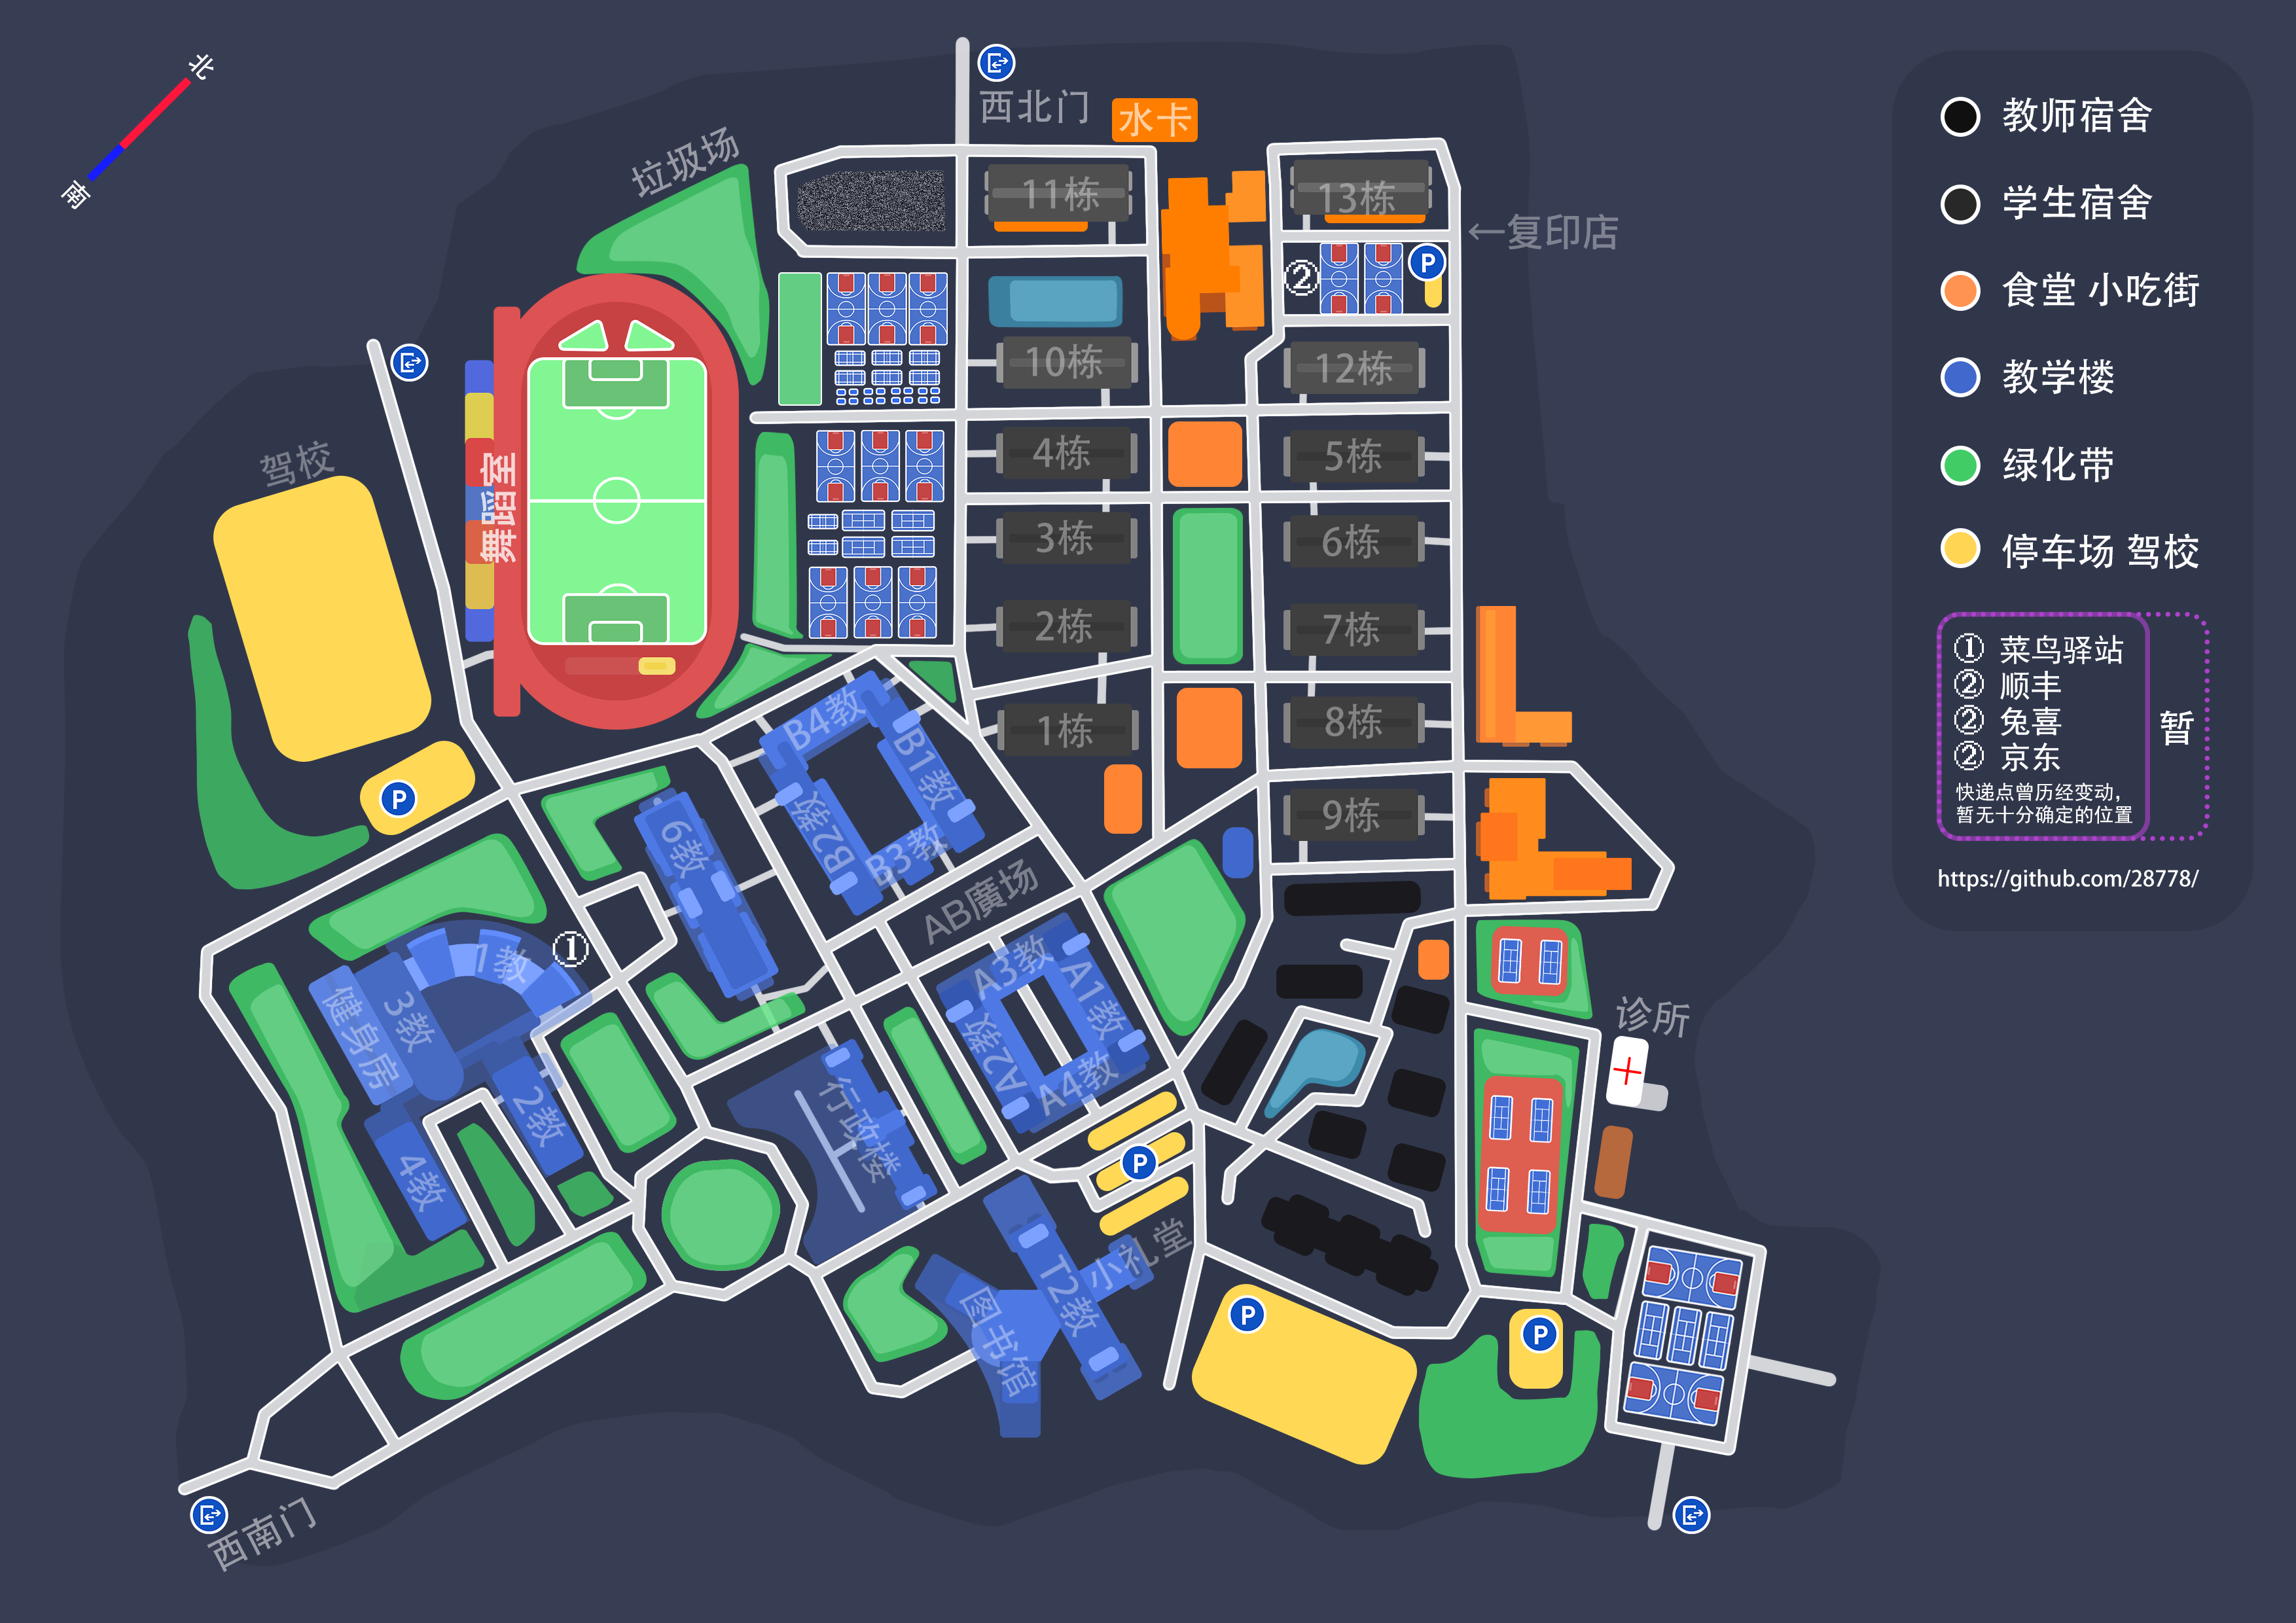 北
南
西北门
水卡
垃圾场
11栋
13栋
←复印店
②
P
10栋
12栋
驾校
舞蹈室
4栋
5栋
3栋
6栋
2栋
7栋
1栋
8栋
9栋
P
B4教
B1教
B2教
B3教
6教
AB廣场
1教
①
3教
健身房
2教
4教
A3教
A1教
A2教
A4教
行政楼
P
诊所
小礼堂
T2教
图书馆
P
P
西南门
教师宿舍
学生宿舍
食堂 小吃街
教学楼
绿化带
停车场 驾校
① 菜鸟驿站
② 顺丰
② 兔喜
② 京东
暂
快递点曾历经变动，
暂无十分确定的位置
https://github.com/28778/